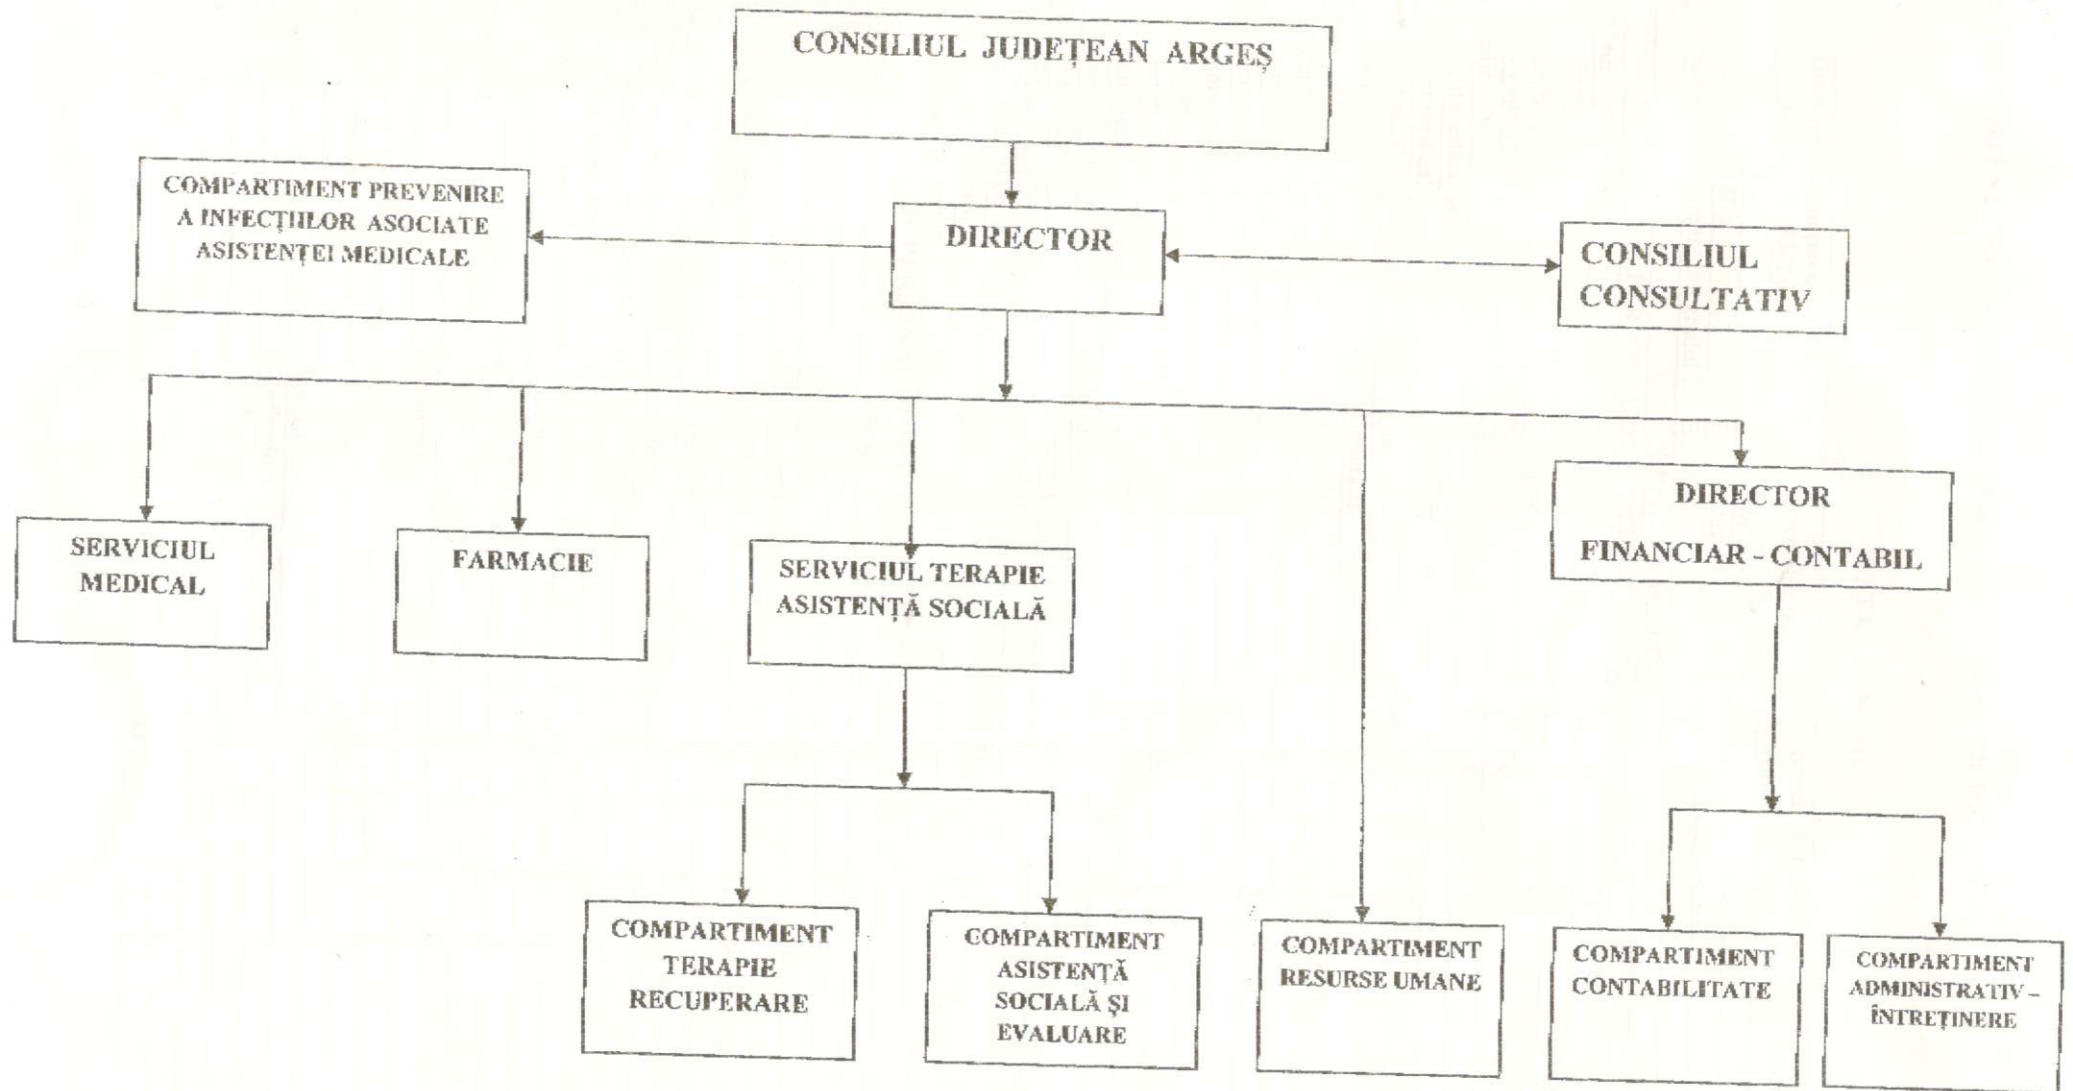 CONSILIUL JUDEȚEAN ARGEȘ
COMPARTIMENT PREVENIRE
A INFECȚIILOR ASOCIATE
ASISTENȚEI MEDICALE
DIRECTOR
CONSILIUL
CONSULTATIV
SERVICIUL
MEDICAL
FARMACIE
SERVICIUL TERAPIE
ASISTENȚĂ SOCIALĂ
DIRECTOR
FINANCIAR - CONTABIL
COMPARTIMENT
TERAPIE
RECUPERARE
COMPARTIMENT
ASISTENȚĂ
SOCIALĂ ȘI
EVALUARE
COMPARTIMENT
RESURSE UMANE
COMPARTIMENT
CONTABILITATE
COMPARTIMENT
ADMINISTRATIV –
ÎNTREȚINERE